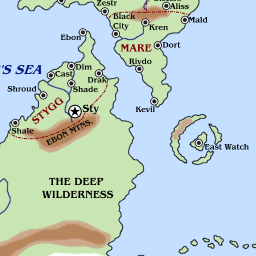 Zestr
Aliss
Black
City
Mald
Kren
Ebon
MARE
Dort
Riydo
'S SEA
Dim
Cast
Drak
Shroud
Shade
Kevil
STYGG
Sty
Shale
EBON MTNS.
East Watch
THE DEEP
WILDERNESS